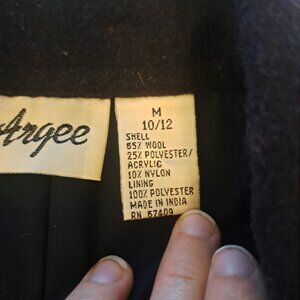 Argee
M
10/12
SHELL
65% WOOL
25% POLYESTER/
ACRYLIC
10% NYLON
LINING
100% POLYESTER
MADE IN INDIA
RN 67409